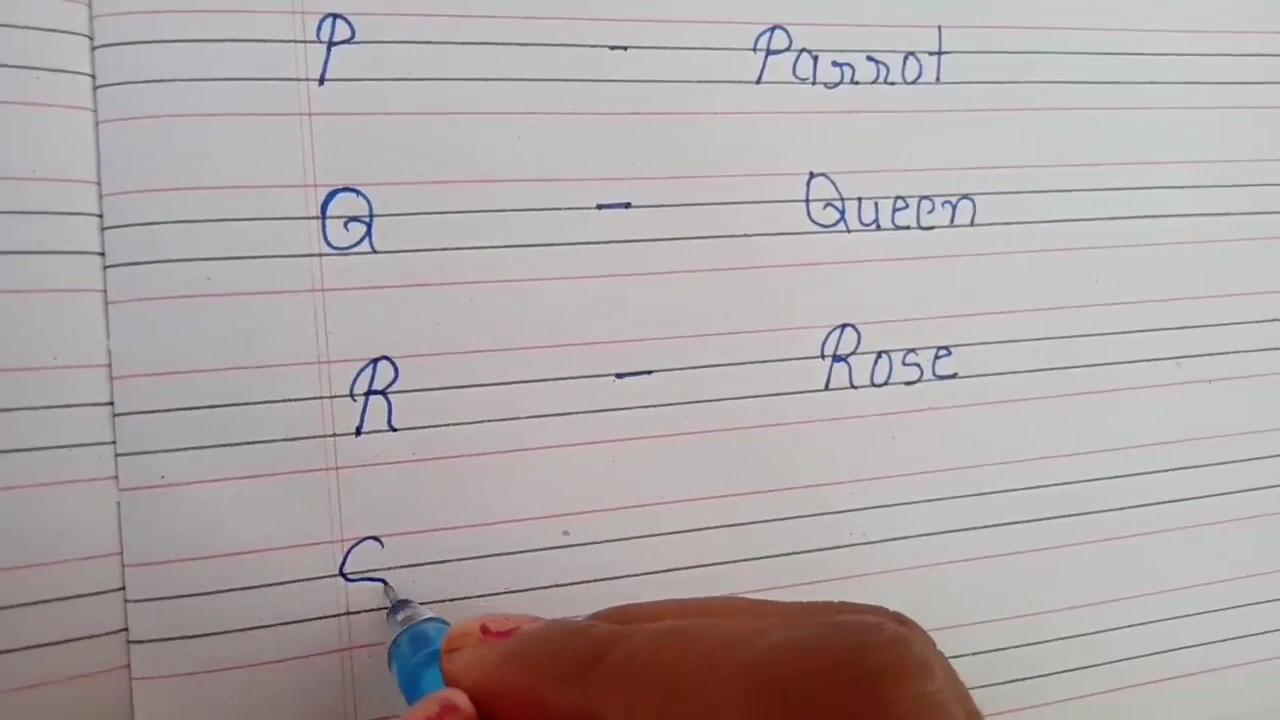 P - Parrot
Q - Queen
R - Rose